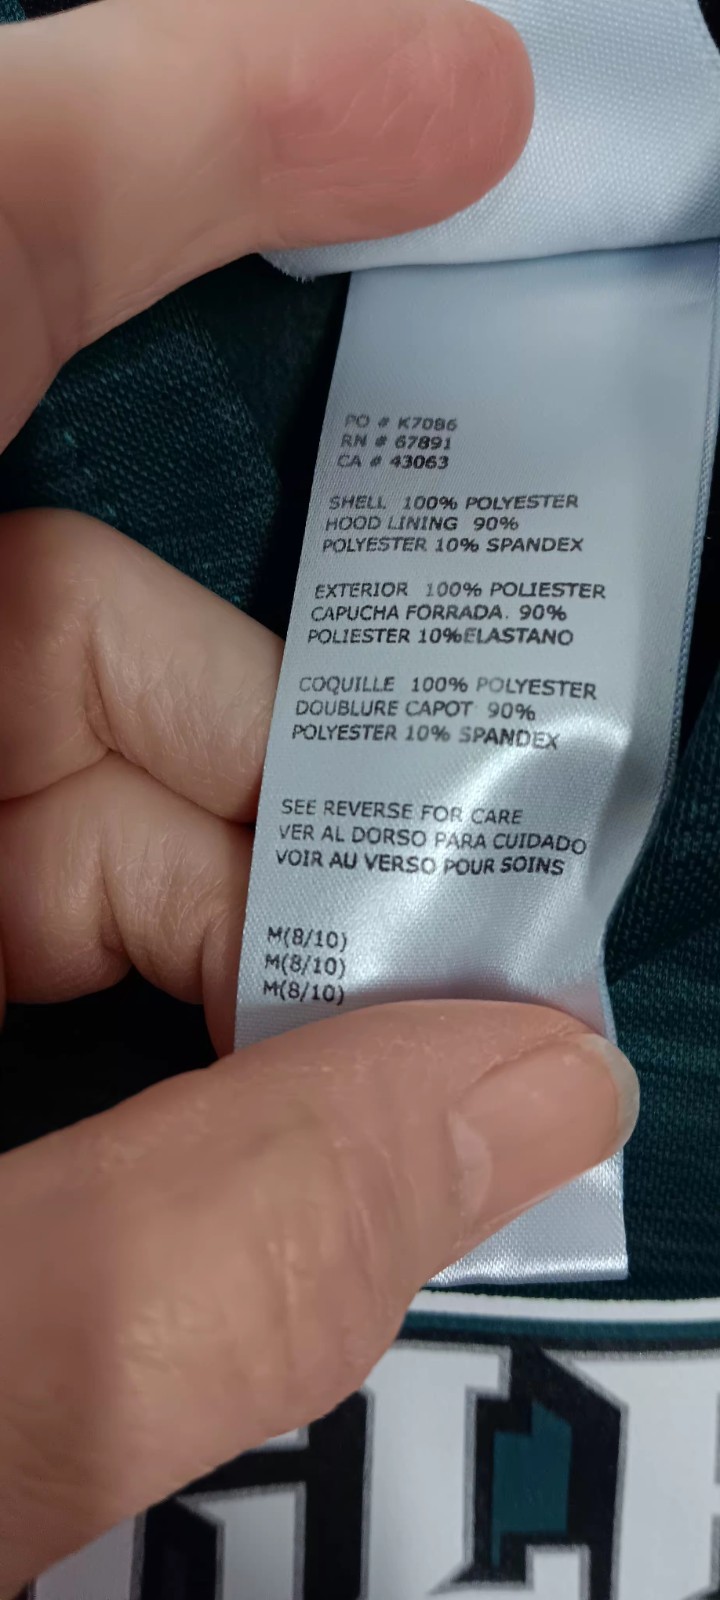 PO # K7086
RN # 67891
CA # 43063
SHELL 100% POLYESTER
HOOD LINING 90%
POLYESTER 10% SPANDEX
EXTERIOR 100% POLIESTER
CAPUCHA FORRADA. 90%
POLIESTER 10%ELASTANO
COQUILLE 100% POLYESTER
DOUBLURE CAPOT 90%
POLYESTER 10% SPANDEX
SEE REVERSE FOR CARE
VER AL DORSO PARA CUIDADO
VOIR AU VERSO POUR SOINS
M(8/10)
M(8/10)
M(8/10)